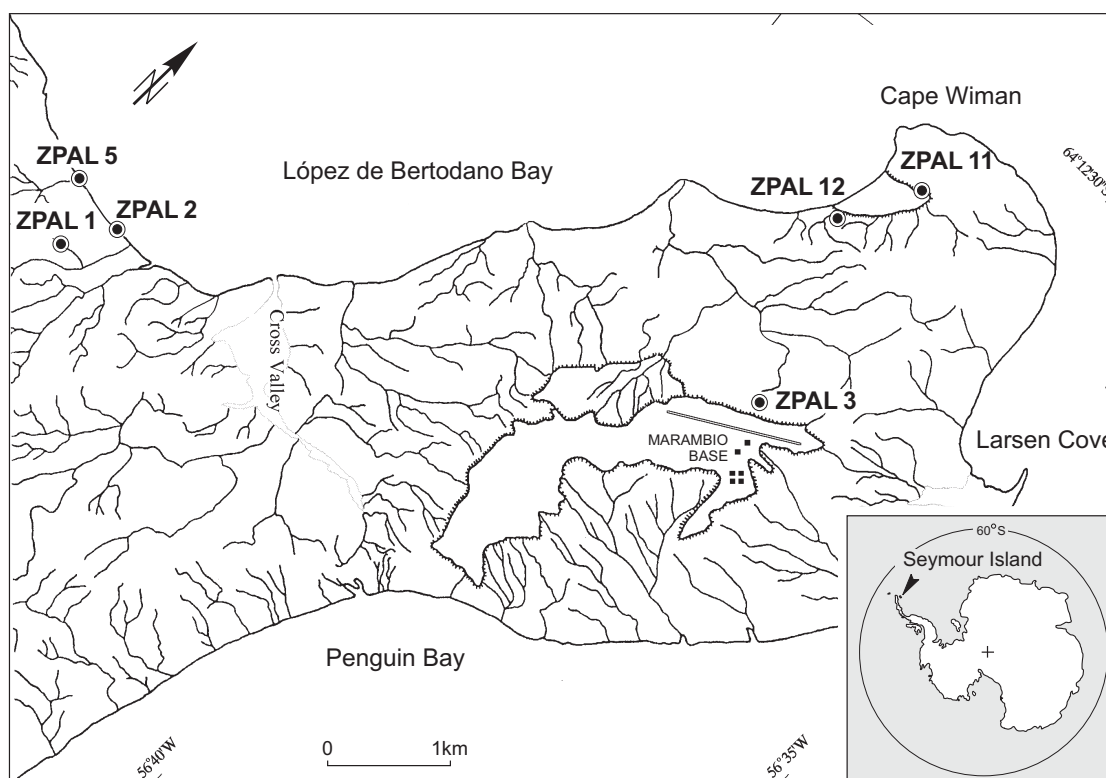 N
Cape Wiman
ZPAL 5
López de Bertodano Bay
ZPAL 11
ZPAL 12
ZPAL 1
ZPAL 2
Cross Valley
ZPAL 3
MARAMBIO
BASE
Larsen Cove
60°S
Seymour Island
Penguin Bay
0 1km
56°40'W
56°35'W